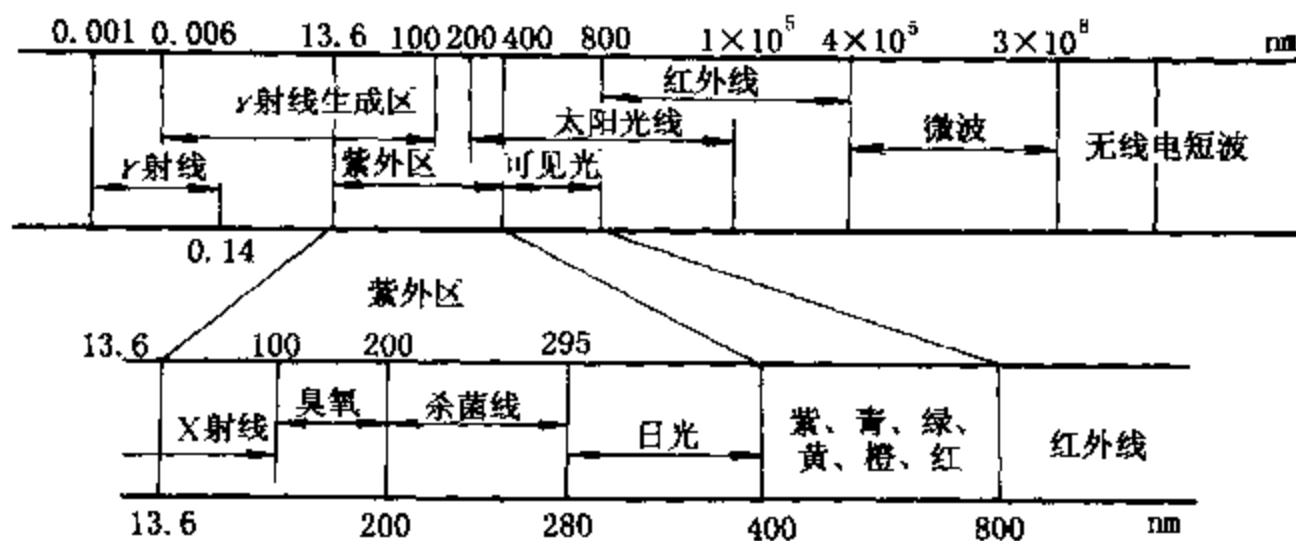 0.001 0.006 13.6 100 200 400 800 1×10⁵ 4×10⁵ 3×10⁸ nm
红外线
γ射线生成区 太阳光线
微波 无线电短波
γ射线 紫外区 可见光
0.14
紫外区
13.6 100 200 295
臭氧 杀菌线
X射线 日光 紫、青、绿、
黄、橙、红 红外线
13.6 200 280 400 800 nm